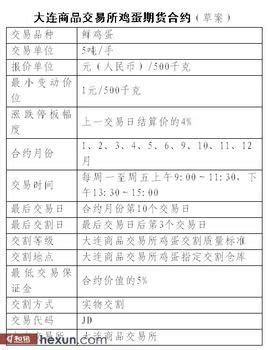 大连商品交易所鸡蛋期货合约（草案）
交易品种 鲜鸡蛋
交易单位 5吨/手
报价单位 元（人民币）/500千克
最小变动价位 1元/500千克
涨跌停板幅度 上一交易日结算价的4%
合约月份 1、2、3、4、5、6、9、10、11、12月
交易时间 每周一至周五上午9:00~11:30，下午13:30~15:00
最后交易日 合约月份第10个交易日
最后交割日 最后交易日后第3个交易日
交割等级 大连商品交易所鸡蛋交割质量标准
交割地点 大连商品交易所鸡蛋指定交割仓库
最低交易保证金 合约价值的5%
交割方式 实物交割
交易代码 JD
交易所 大连商品交易所
和讯 hexun.com